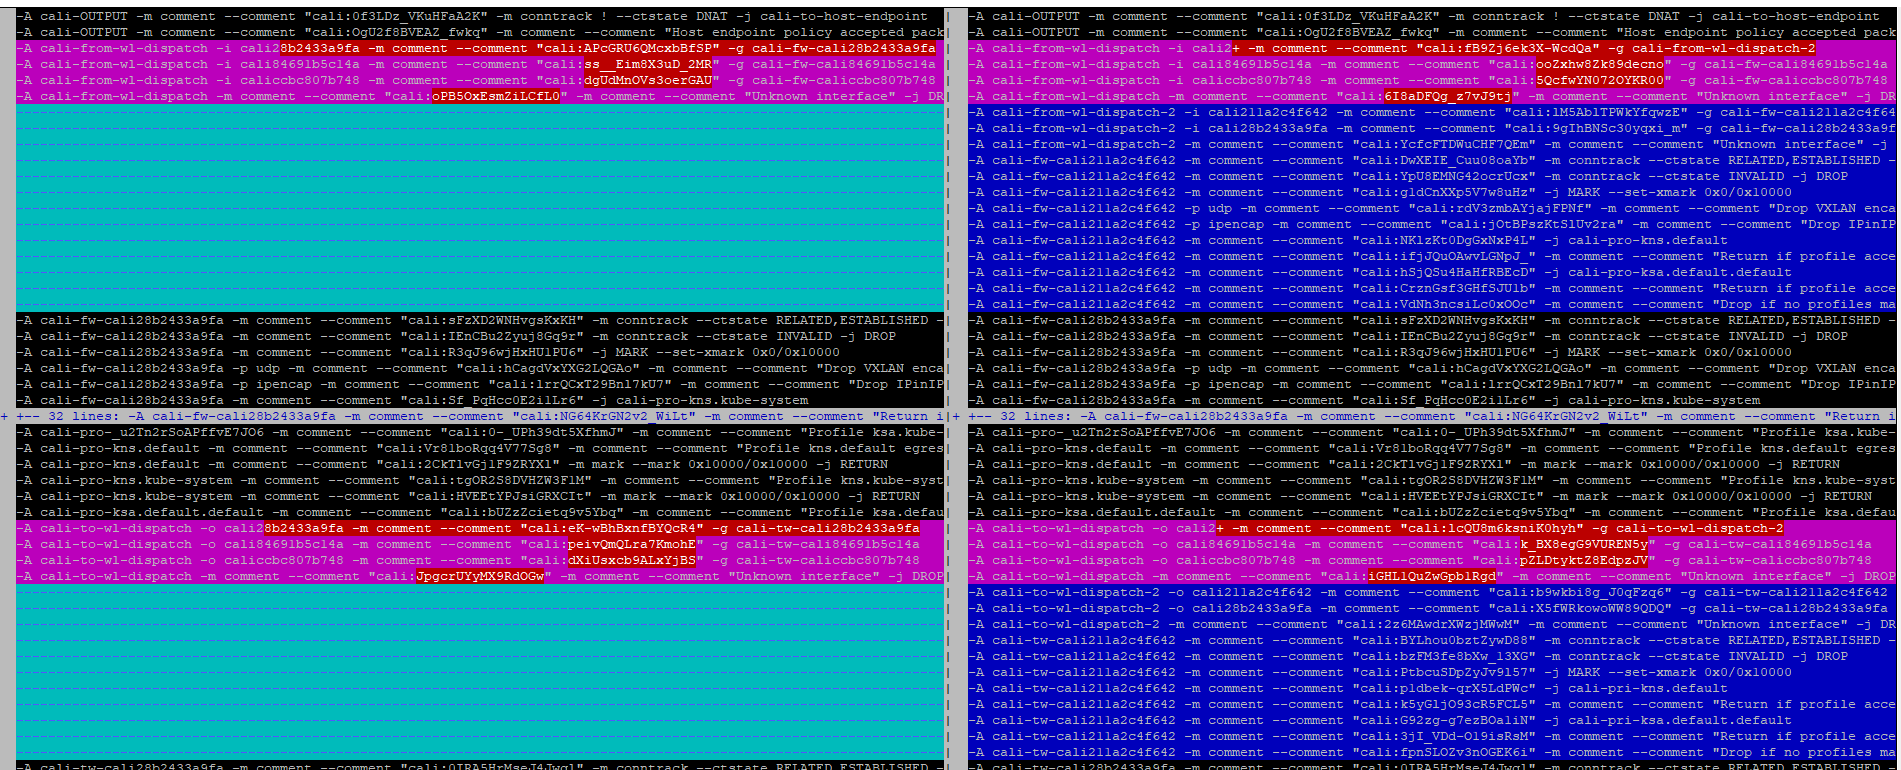 -A cali-OUTPUT -m comment --comment "cali:0f3LDz_VKuHFaA2K" -m conntrack ! --ctstate DNAT -j cali-to-host-endpoint
-A cali-OUTPUT -m comment --comment "cali:OgU2f8BVEAZ_fwkq" -m comment --comment "Host endpoint policy accepted pack
-A cali-from-wl-dispatch -i cali28b2433a9fa -m comment --comment "cali:APcGRU6QMcxbBfSP" -g cali-fw-cali28b2433a9fa
-A cali-from-wl-dispatch -i cali84691b5c14a -m comment --comment "cali:ss__Eim8X3uD_2MR" -g cali-fw-cali84691b5c14a
-A cali-from-wl-dispatch -i caliccbc807b748 -m comment --comment "cali:dgUdMnOVs3oerGAU" -g cali-fw-caliccbc807b748
-A cali-from-wl-dispatch -m comment --comment "cali:oPB5OxEsmZiLCfL0" -m comment --comment "Unknown interface" -j DR
-A cali-fw-cali28b2433a9fa -m comment --comment "cali:sFzXD2WNHvgsKxKH" -m conntrack --ctstate RELATED,ESTABLISHED -
-A cali-fw-cali28b2433a9fa -m comment --comment "cali:IEnCBu2Zyuj8Gq9r" -m conntrack --ctstate INVALID -j DROP
-A cali-fw-cali28b2433a9fa -m comment --comment "cali:R3qJ96wjHxHUlPU6" -j MARK --set-xmark 0x0/0x10000
-A cali-fw-cali28b2433a9fa -p udp -m comment --comment "cali:hCagdVxYXG2LQGAo" -m comment --comment "Drop VXLAN enca
-A cali-fw-cali28b2433a9fa -p ipencap -m comment --comment "cali:lrrQCxT29Bnl7kU7" -m comment --comment "Drop IPinIP
-A cali-fw-cali28b2433a9fa -m comment --comment "cali:Sf_PqHcc0E2ilLr6" -j cali-pro-kns.kube-system
+ +-- 32 lines: -A cali-fw-cali28b2433a9fa -m comment --comment "cali:NG64KrGN2v2_WiLt" -m comment --comment "Return i
-A cali-pro-_u2Tn2rSoAPffvE7JO6 -m comment --comment "cali:0-_UPh39dt5XfhmJ" -m comment --comment "Profile ksa.kube-
-A cali-pro-kns.default -m comment --comment "cali:Vr8lboRqq4V77Sg8" -m comment --comment "Profile kns.default egres
-A cali-pro-kns.default -m comment --comment "cali:2CkTlvGjlF9ZRYXl" -m mark --mark 0x10000/0x10000 -j RETURN
-A cali-pro-kns.kube-system -m comment --comment "cali:tgOR2S8DVHZW3FlM" -m comment --comment "Profile kns.kube-syst
-A cali-pro-kns.kube-system -m comment --comment "cali:HVEEtYPJsiGRXCIt" -m mark --mark 0x10000/0x10000 -j RETURN
-A cali-pro-ksa.default.default -m comment --comment "cali:bUZzZcietq9v5Ybq" -m comment --comment "Profile ksa.defau
-A cali-to-wl-dispatch -o cali28b2433a9fa -m comment --comment "cali:eK-wBhBxnfBYQcR4" -g cali-tw-cali28b2433a9fa
-A cali-to-wl-dispatch -o cali84691b5c14a -m comment --comment "cali:peivQmQLra7KmohE" -g cali-tw-cali84691b5c14a
-A cali-to-wl-dispatch -o caliccbc807b748 -m comment --comment "cali:dXiUsxcb9ALxYjBS" -g cali-tw-caliccbc807b748
-A cali-to-wl-dispatch -m comment --comment "cali:JpgcrUYyMX9RdOGw" -m comment --comment "Unknown interface" -j DROP
-A cali-tw-cali28b2433a9fa -m comment --comment "cali:0IRA5HrMseJ4Jwgl" -m conntrack --ctstate RELATED,ESTABLISHED -
-A cali-OUTPUT -m comment --comment "cali:0f3LDz_VKuHFaA2K" -m conntrack ! --ctstate DNAT -j cali-to-host-endpoint
-A cali-OUTPUT -m comment --comment "cali:OgU2f8BVEAZ_fwkq" -m comment --comment "Host endpoint policy accepted pack
-A cali-from-wl-dispatch -i cali2+ -m comment --comment "cali:fB9Zj6ek3X-WcdQa" -g cali-from-wl-dispatch-2
-A cali-from-wl-dispatch -i cali84691b5c14a -m comment --comment "cali:ooZxhw8Zk89decno" -g cali-fw-cali84691b5c14a
-A cali-from-wl-dispatch -i caliccbc807b748 -m comment --comment "cali:5QcfwYN072OYKR00" -g cali-fw-caliccbc807b748
-A cali-from-wl-dispatch -m comment --comment "cali:6I8aDFQg_z7vJ9tj" -m comment --comment "Unknown interface" -j DR
-A cali-from-wl-dispatch-2 -i cali211a2c4f642 -m comment --comment "cali:lM5AblTPWkYfqwzE" -g cali-fw-cali211a2c4f64
-A cali-from-wl-dispatch-2 -i cali28b2433a9fa -m comment --comment "cali:9gIhBNSc30yqxi_m" -g cali-fw-cali28b2433a9f
-A cali-from-wl-dispatch-2 -m comment --comment "cali:YcfcFTDWuCHF7QEm" -m comment --comment "Unknown interface" -j
-A cali-fw-cali211a2c4f642 -m comment --comment "cali:DwXEIE_Cuu08oaYb" -m conntrack --ctstate RELATED,ESTABLISHED -
-A cali-fw-cali211a2c4f642 -m comment --comment "cali:YpU8EMNG42ocrUcx" -m conntrack --ctstate INVALID -j DROP
-A cali-fw-cali211a2c4f642 -m comment --comment "cali:gldCnXXp5V7w8uHz" -j MARK --set-xmark 0x0/0x10000
-A cali-fw-cali211a2c4f642 -p udp -m comment --comment "cali:rdV3zmbAYjajFPNf" -m comment --comment "Drop VXLAN enca
-A cali-fw-cali211a2c4f642 -p ipencap -m comment --comment "cali:jOtBPszKtSlUv2ra" -m comment --comment "Drop IPinIP
-A cali-fw-cali211a2c4f642 -m comment --comment "cali:NKlzKt0DgGxNxP4L" -j cali-pro-kns.default
-A cali-fw-cali211a2c4f642 -m comment --comment "cali:ifjJQuOAwvLGNpJ_" -m comment --comment "Return if profile acce
-A cali-fw-cali211a2c4f642 -m comment --comment "cali:hSjQSu4HaHfRBEcD" -j cali-pro-ksa.default.default
-A cali-fw-cali211a2c4f642 -m comment --comment "cali:CrznGsf3GHfSJUlb" -m comment --comment "Return if profile acce
-A cali-fw-cali211a2c4f642 -m comment --comment "cali:VdNh3ncsiLc0xOOc" -m comment --comment "Drop if no profiles ma
-A cali-fw-cali28b2433a9fa -m comment --comment "cali:sFzXD2WNHvgsKxKH" -m conntrack --ctstate RELATED,ESTABLISHED -
-A cali-fw-cali28b2433a9fa -m comment --comment "cali:IEnCBu2Zyuj8Gq9r" -m conntrack --ctstate INVALID -j DROP
-A cali-fw-cali28b2433a9fa -m comment --comment "cali:R3qJ96wjHxHUlPU6" -j MARK --set-xmark 0x0/0x10000
-A cali-fw-cali28b2433a9fa -p udp -m comment --comment "cali:hCagdVxYXG2LQGAo" -m comment --comment "Drop VXLAN enca
-A cali-fw-cali28b2433a9fa -p ipencap -m comment --comment "cali:lrrQCxT29Bnl7kU7" -m comment --comment "Drop IPinIP
-A cali-fw-cali28b2433a9fa -m comment --comment "cali:Sf_PqHcc0E2ilLr6" -j cali-pro-kns.kube-system
+ +-- 32 lines: -A cali-fw-cali28b2433a9fa -m comment --comment "cali:NG64KrGN2v2_WiLt" -m comment --comment "Return i
-A cali-pro-_u2Tn2rSoAPffvE7JO6 -m comment --comment "cali:0-_UPh39dt5XfhmJ" -m comment --comment "Profile ksa.kube-
-A cali-pro-kns.default -m comment --comment "cali:Vr8lboRqq4V77Sg8" -m comment --comment "Profile kns.default egres
-A cali-pro-kns.default -m comment --comment "cali:2CkTlvGjlF9ZRYXl" -m mark --mark 0x10000/0x10000 -j RETURN
-A cali-pro-kns.kube-system -m comment --comment "cali:tgOR2S8DVHZW3FlM" -m comment --comment "Profile kns.kube-syst
-A cali-pro-kns.kube-system -m comment --comment "cali:HVEEtYPJsiGRXCIt" -m mark --mark 0x10000/0x10000 -j RETURN
-A cali-pro-ksa.default.default -m comment --comment "cali:bUZzZcietq9v5Ybq" -m comment --comment "Profile ksa.defau
-A cali-to-wl-dispatch -o cali2+ -m comment --comment "cali:lcQU8m6ksniK0hyh" -g cali-to-wl-dispatch-2
-A cali-to-wl-dispatch -o cali84691b5c14a -m comment --comment "cali:k_BX8egG9VUREN5y" -g cali-tw-cali84691b5c14a
-A cali-to-wl-dispatch -o caliccbc807b748 -m comment --comment "cali:pZLDtyktZ8EdpzJV" -g cali-tw-caliccbc807b748
-A cali-to-wl-dispatch -m comment --comment "cali:iGHLlQuZwGpblRgd" -m comment --comment "Unknown interface" -j DROP
-A cali-to-wl-dispatch-2 -o cali211a2c4f642 -m comment --comment "cali:b9wkbi8g_J0qFzq6" -g cali-tw-cali211a2c4f642
-A cali-to-wl-dispatch-2 -o cali28b2433a9fa -m comment --comment "cali:X5fWRkowoWW89QDQ" -g cali-tw-cali28b2433a9fa
-A cali-to-wl-dispatch-2 -m comment --comment "cali:2z6MAwdrXWzjMWwM" -m comment --comment "Unknown interface" -j DR
-A cali-tw-cali211a2c4f642 -m comment --comment "cali:BYLhou0bztZywD88" -m conntrack --ctstate RELATED,ESTABLISHED -
-A cali-tw-cali211a2c4f642 -m comment --comment "cali:bzFM3fe8bXw_l3XG" -m conntrack --ctstate INVALID -j DROP
-A cali-tw-cali211a2c4f642 -m comment --comment "cali:PtbcuSDpZyJv9l57" -j MARK --set-xmark 0x0/0x10000
-A cali-tw-cali211a2c4f642 -m comment --comment "cali:pldbek-qrX5LdPWc" -j cali-pri-kns.default
-A cali-tw-cali211a2c4f642 -m comment --comment "cali:k5yGljO93cR5FCL5" -m comment --comment "Return if profile acce
-A cali-tw-cali211a2c4f642 -m comment --comment "cali:G92zg-g7ezBOaliN" -j cali-pri-ksa.default.default
-A cali-tw-cali211a2c4f642 -m comment --comment "cali:3jI_VDd-Ol9isRsM" -m comment --comment "Return if profile acce
-A cali-tw-cali211a2c4f642 -m comment --comment "cali:fpnSLOZv3nOGEK6i" -m comment --comment "Drop if no profiles ma
-A cali-tw-cali28b2433a9fa -m comment --comment "cali:0IRA5HrMseJ4Jwgl" -m conntrack --ctstate RELATED,ESTABLISHED -